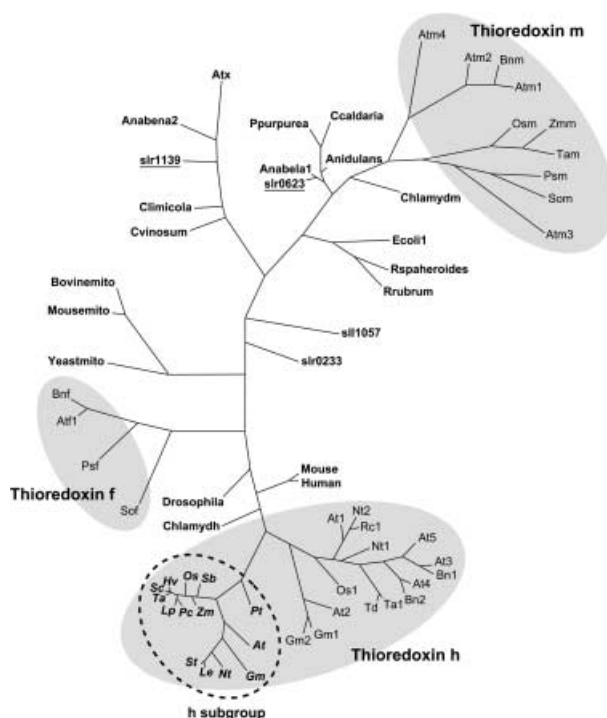 Thioredoxin m
Atm4
Atm2
Bnm
Atm1
Osm
Zmm
Tam
Psm
Som
Atm3
Atx
Anabena2
slr1139
Climicola
Cvinosum
Ppurpurea
Ccaldaria
Anidulans
Anabela1
slr0623
Chlamydm
Ecoli1
Rspaheroides
Rrubrum
Bovinemito
Mousemito
Yeastmito
sll1057
slr0233
Bnf
Atf1
Psf
Sof
Thioredoxin f
Drosophila
Chlamydh
Mouse
Human
At1
Nt2
Rc1
Nt1
At5
At3
Bn1
At4
Bn2
Ta1
Td
Os1
At2
Gm1
Gm2
Thioredoxin h
Hv
Os
Sb
Sc
Ta
Lp
Pc
Zm
Pt
At
St
Le
Nt
Gm
h subgroup